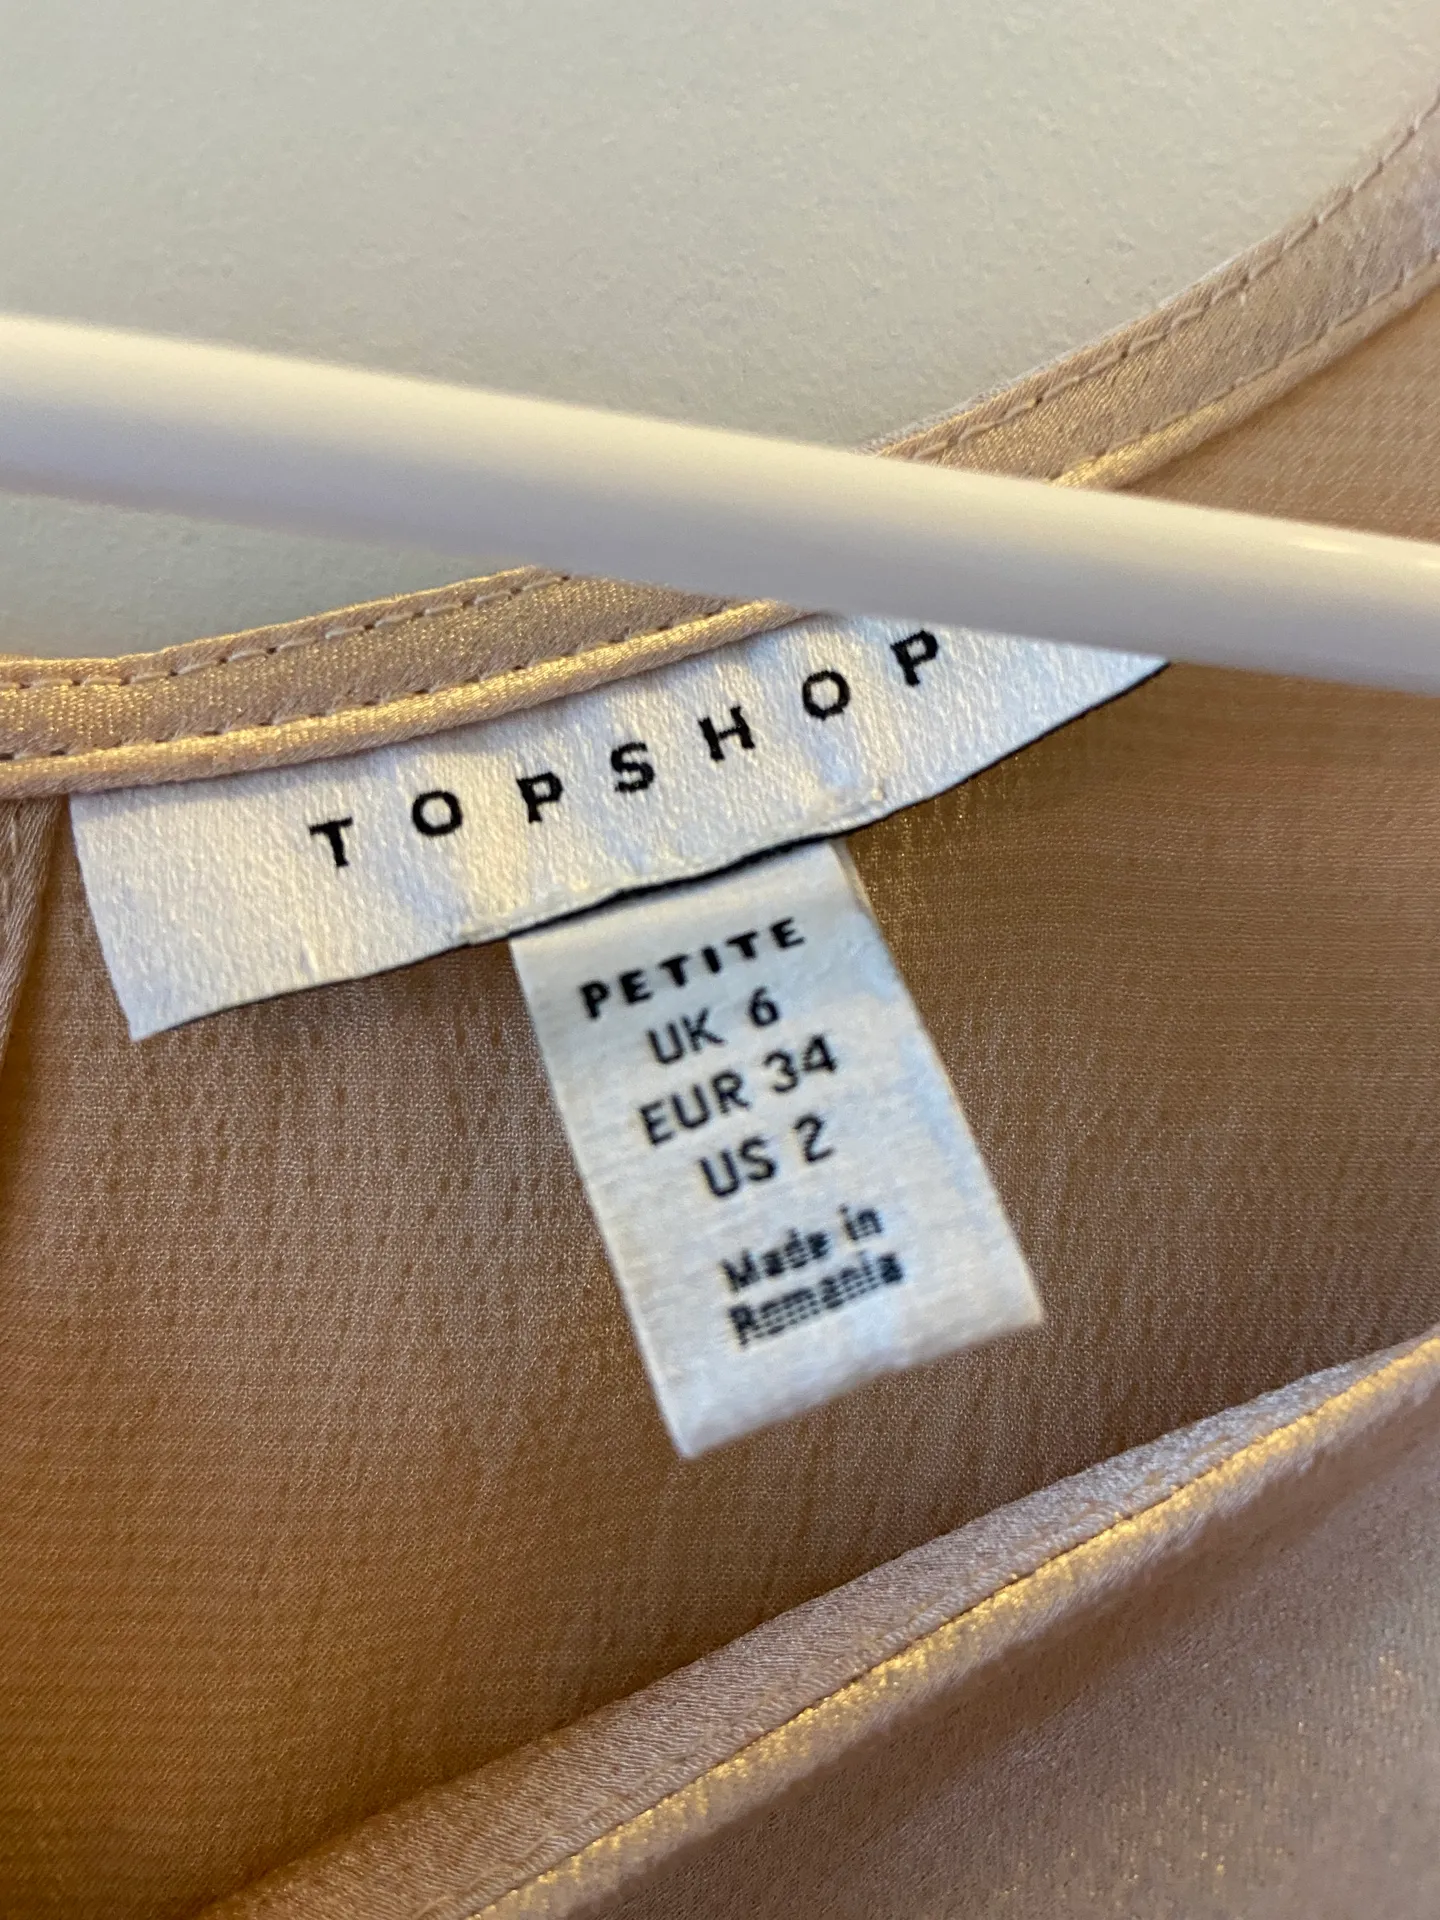 TOPSHOP
PETITE
UK 6
EUR 34
US 2
Made in
Romania